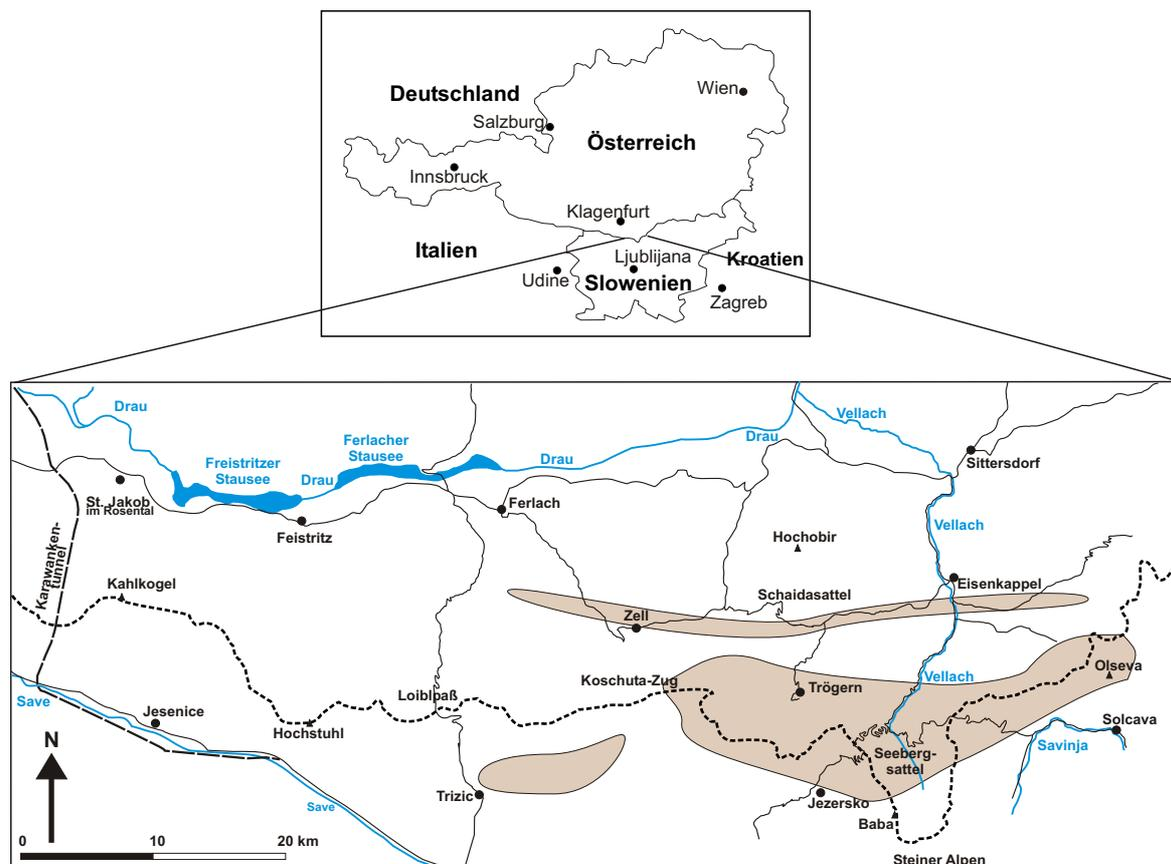 Deutschland
Wien
Salzburg
Österreich
Innsbruck
Klagenfurt
Italien
Ljublijana
Kroatien
Udine
Slowenien
Zagreb
Drau
Vellach
Ferlacher
Stausee
Drau
Freistritzer
Stausee
Drau
Drau
Sittersdorf
St. Jakob
im Rosental
Ferlach
Vellach
Feistritz
Hochobir
Karawanken-
tunnel
Kahlkogel
Eisenkappel
Schaidasattel
Zell
Olseva
Vellach
Koschuta-Zug
Trögern
Loiblpaß
Save
Jesenice
Hochstuhl
Solcava
Savinja
Seeberg-
sattel
N
Trizic
Jezersko
Save
Baba
0 10 20 km
Steiner Alpen